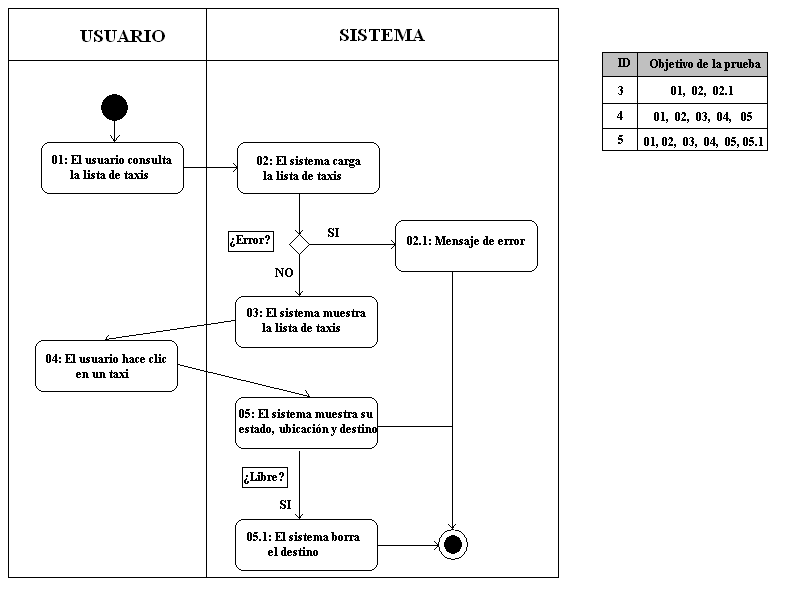 USUARIO
SISTEMA
01: El usuario consulta
la lista de taxis
02: El sistema carga
la lista de taxis
¿Error?
SI
02.1: Mensaje de error
NO
03: El sistema muestra
la lista de taxis
04: El usuario hace clic
en un taxi
05: El sistema muestra su
estado, ubicación y destino
¿Libre?
SI
05.1: El sistema borra
el destino
ID Objetivo de la prueba
3 01, 02, 02.1
4 01, 02, 03, 04, 05
5 01, 02, 03, 04, 05, 05.1